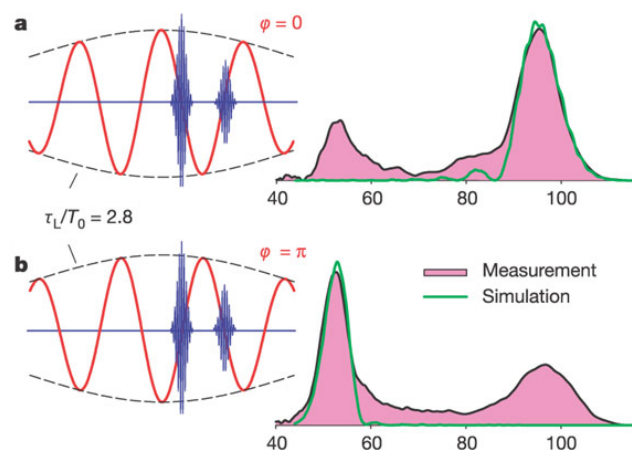 a
φ = 0
40 60 80 100
τL/T0 = 2.8
b
φ = π
Measurement
Simulation
40 60 80 100